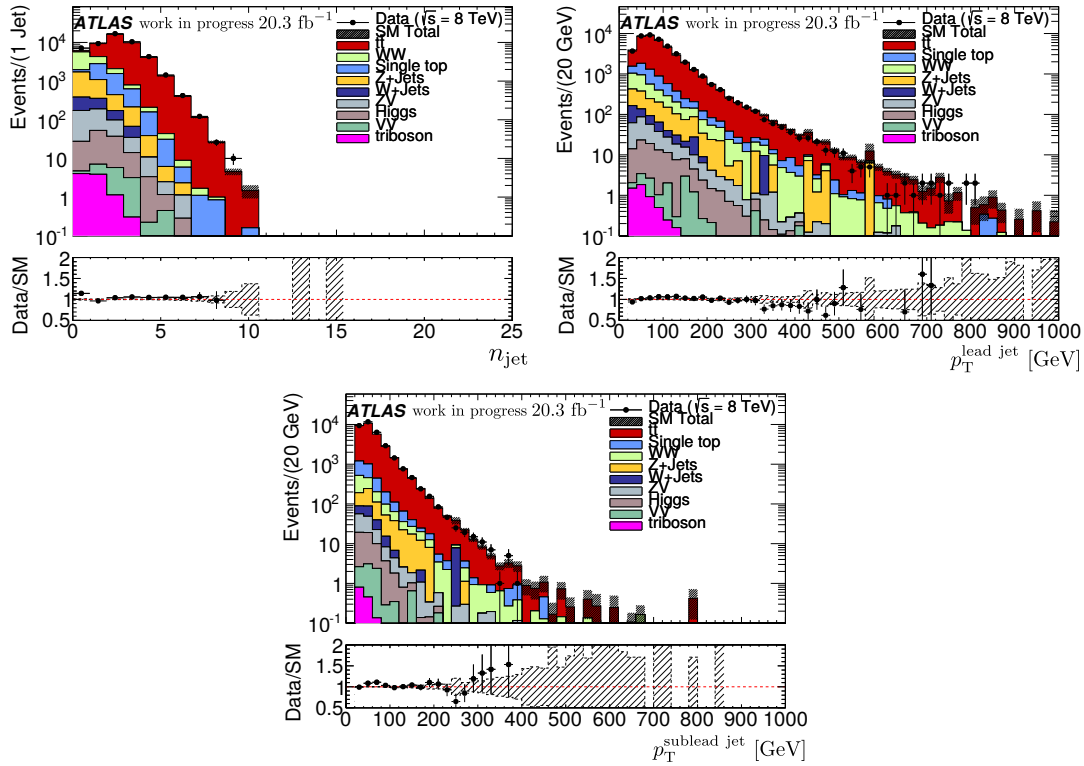 ATLAS work in progress 20.3 fb⁻¹
Data (√s = 8 TeV)
SM Total
tt̄
WW
Single top
Z+Jets
W+Jets
ZV
Higgs
Vγ
triboson
Events/(1 Jet)
10⁴
10³
10²
10
1
10⁻¹
Data/SM
2
1.5
1
0.5
0 5 10 15 20 25
n_jet
ATLAS work in progress 20.3 fb⁻¹
Data (√s = 8 TeV)
SM Total
tt̄
Single top
WW
Z+Jets
W+Jets
ZV
Higgs
Vγ
triboson
Events/(20 GeV)
10⁴
10³
10²
10
1
10⁻¹
Data/SM
2
1.5
1
0.5
0 100 200 300 400 500 600 700 800 900 1000
p_T^lead jet [GeV]
ATLAS work in progress 20.3 fb⁻¹
Data (√s = 8 TeV)
SM Total
tt̄
Single top
WW
Z+Jets
W+Jets
ZV
Higgs
Vγ
triboson
Events/(20 GeV)
10⁴
10³
10²
10
1
10⁻¹
Data/SM
2
1.5
1
0.5
0 100 200 300 400 500 600 700 800 900 1000
p_T^sublead jet [GeV]